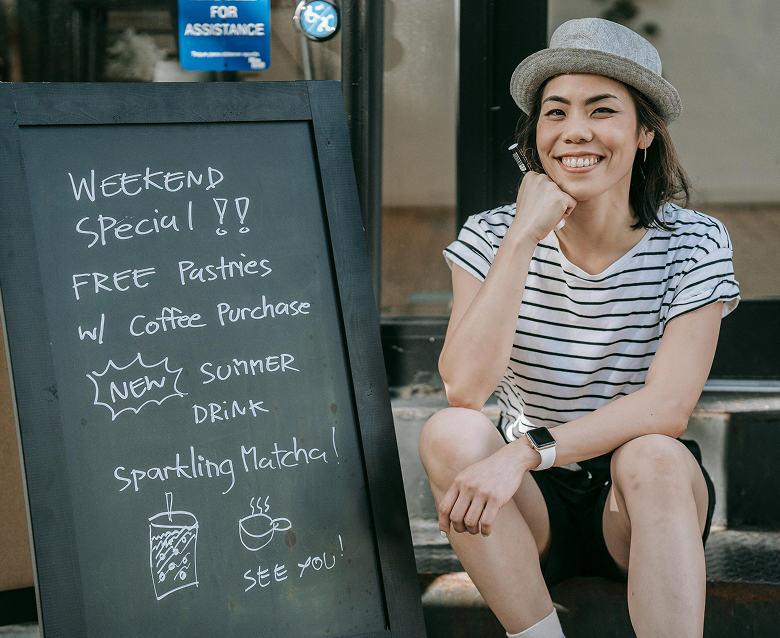 FOR
ASSISTANCE
WEEKEND
SPecial!!
FREE Pastries
w/ Coffee Purchase
NEW SUMMER
DRINK
Sparkling Matcha!
SEE YOU!